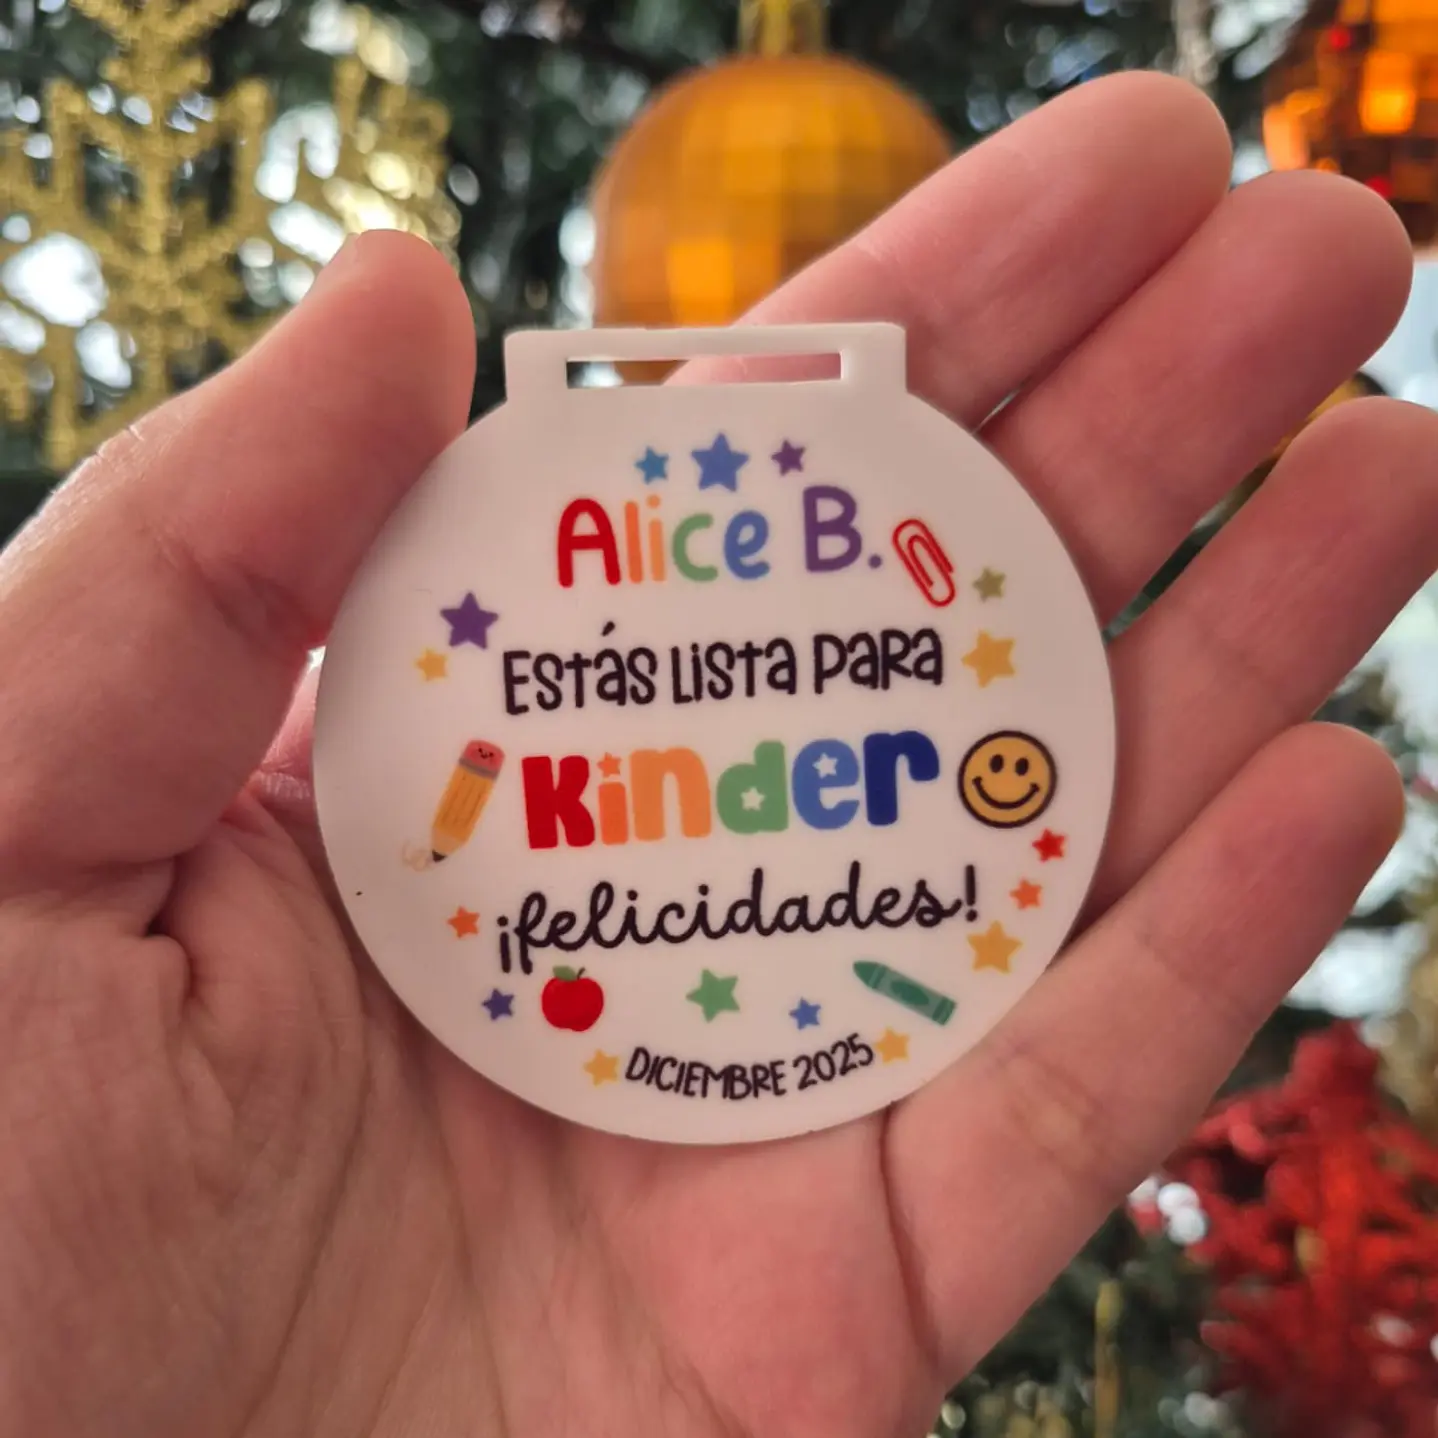 Alice B.
Estás lista para
Kinder
¡felicidades!
DICIEMBRE 2025